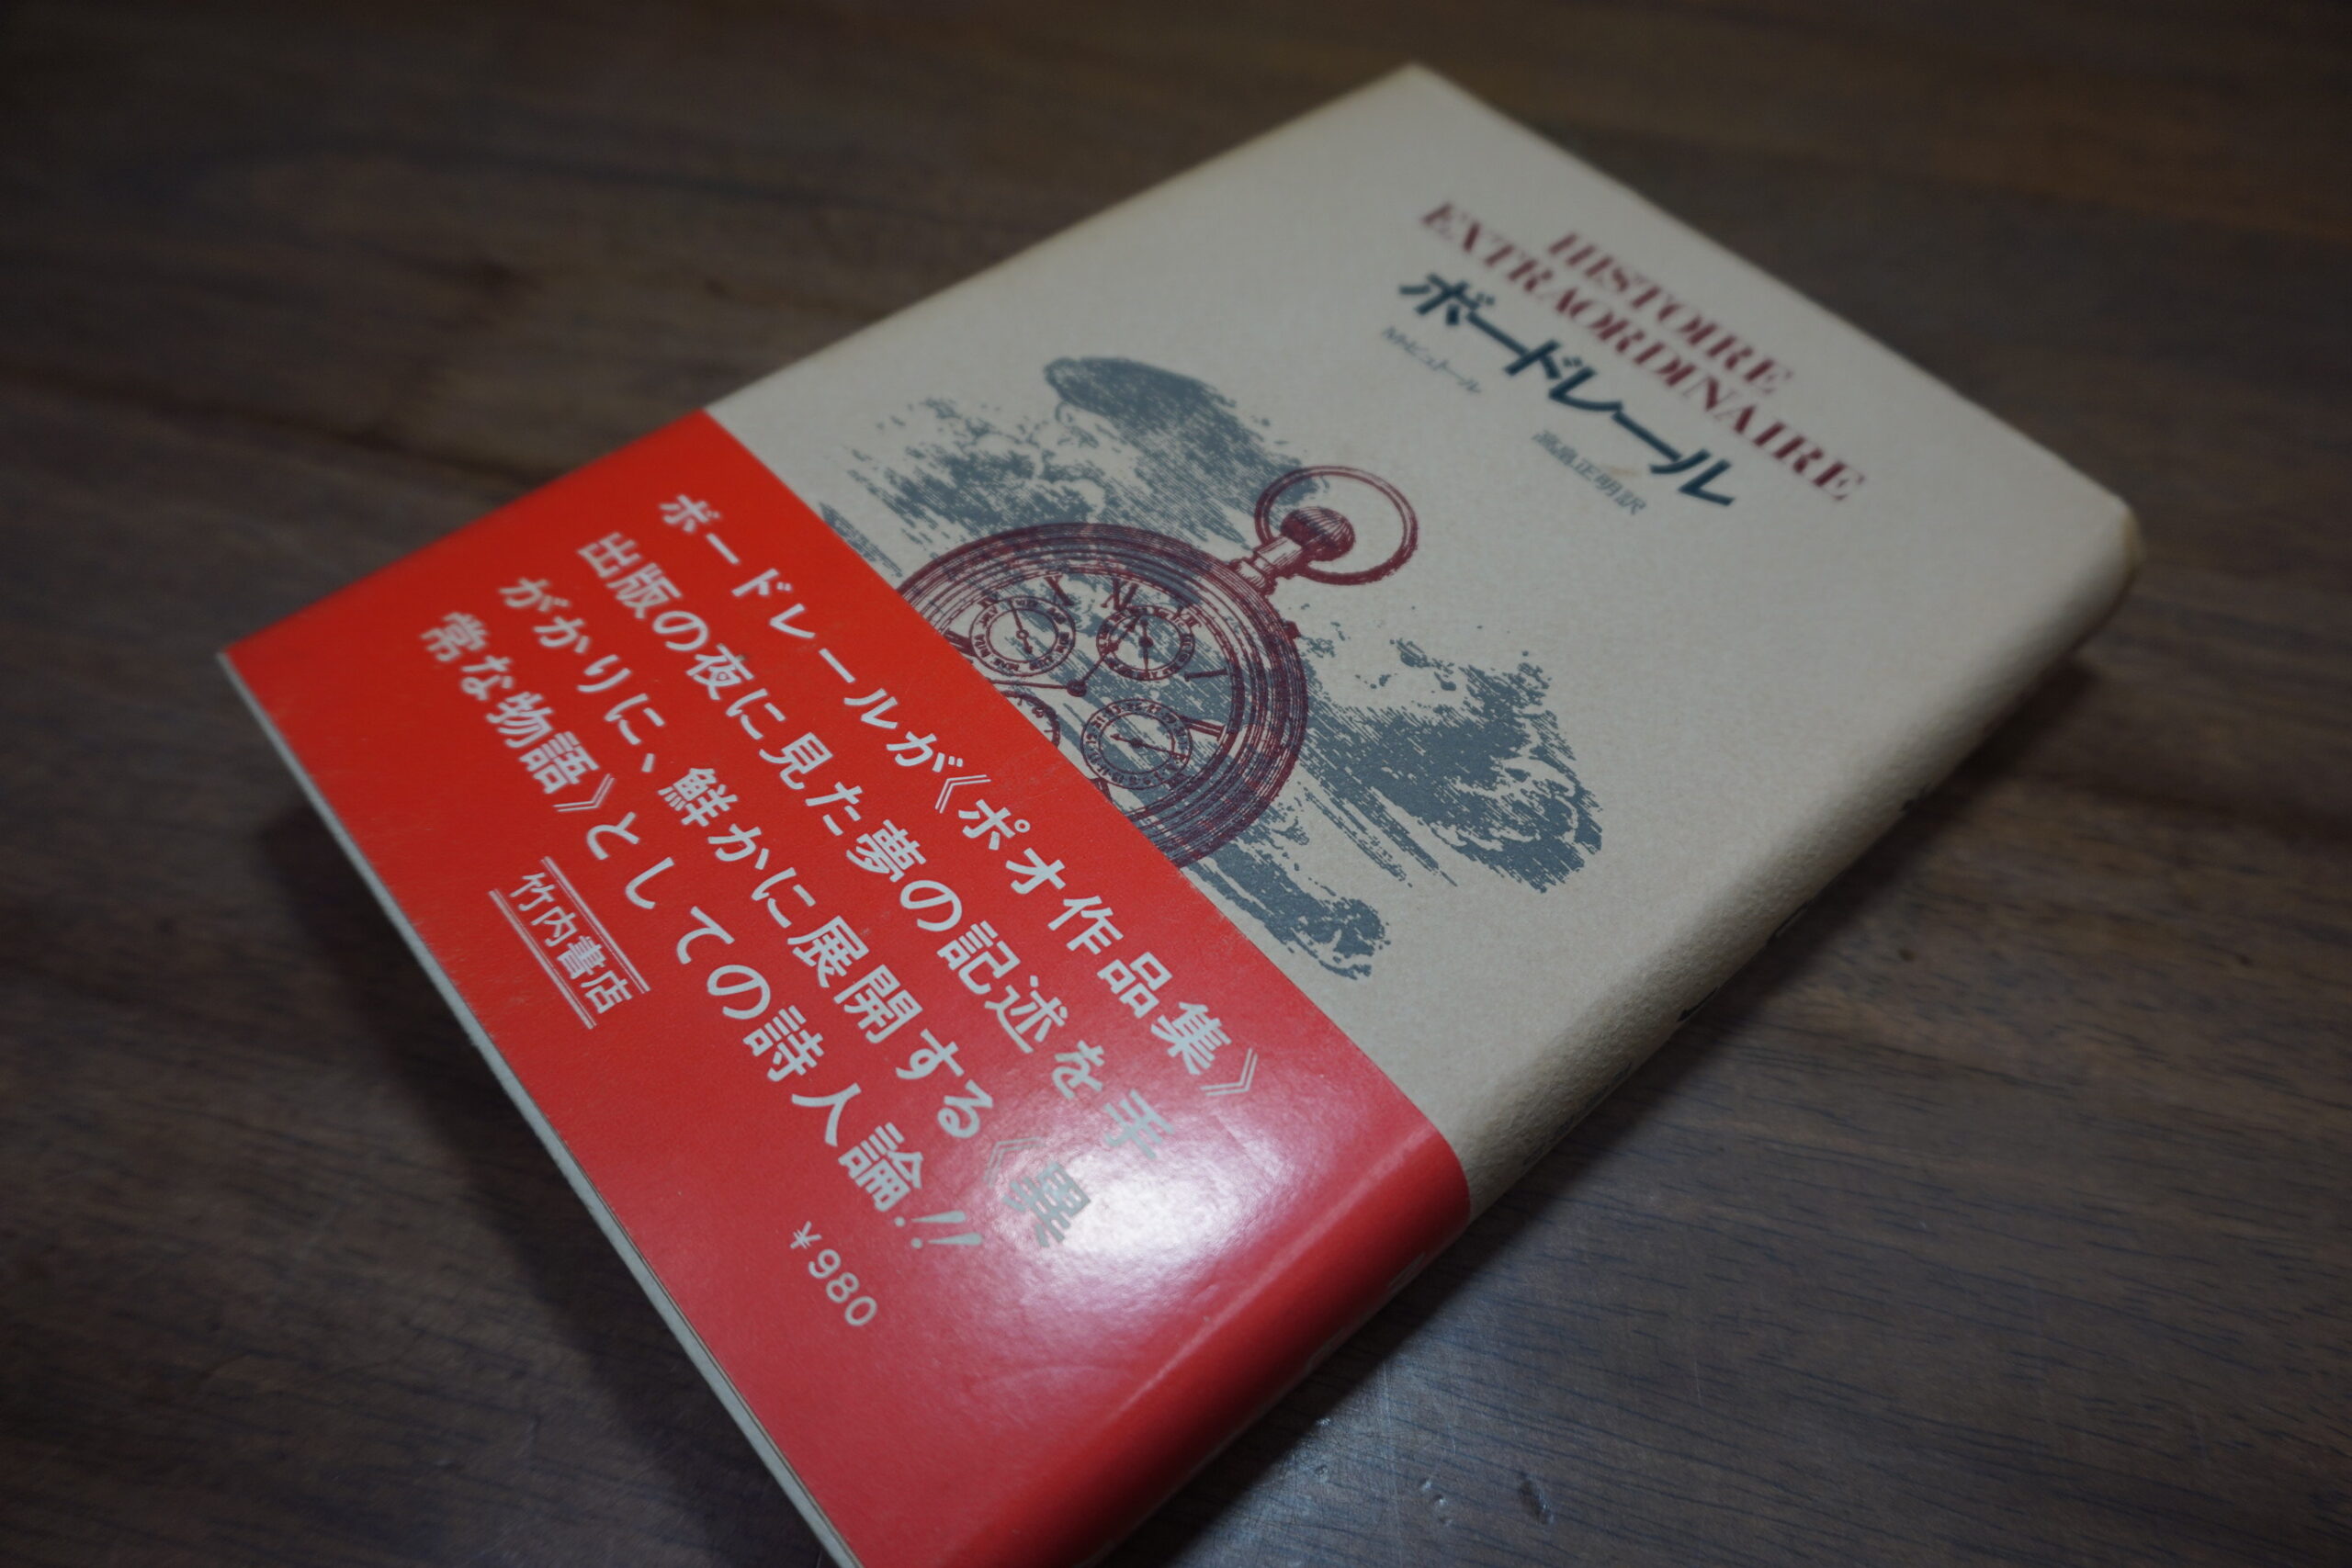 HISTOIRE
EXTRAORDINAIRE
ボードレール
M・ビュトール
高畠正明訳
ボードレールが《ポオ作品集》
出版の夜に見た夢の記述を手
がかりに、鮮かに展開する《異
常な物語》としての詩人論!!
竹内書店
¥980